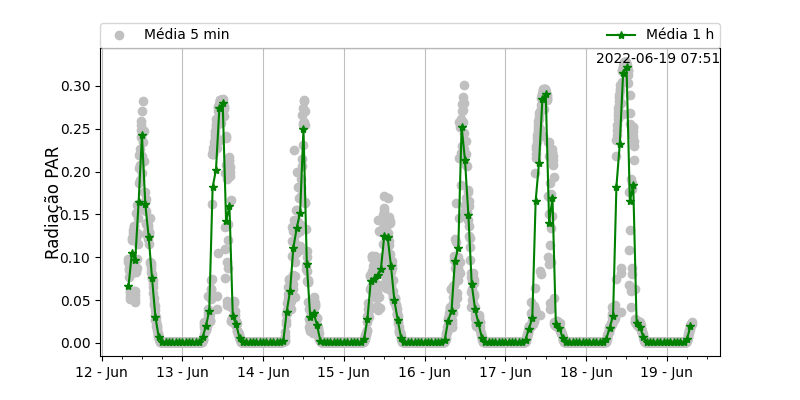 Média 5 min
Média 1 h
2022-06-19 07:51
Radiação PAR
0.30
0.25
0.20
0.15
0.10
0.05
0.00
12 - Jun
13 - Jun
14 - Jun
15 - Jun
16 - Jun
17 - Jun
18 - Jun
19 - Jun